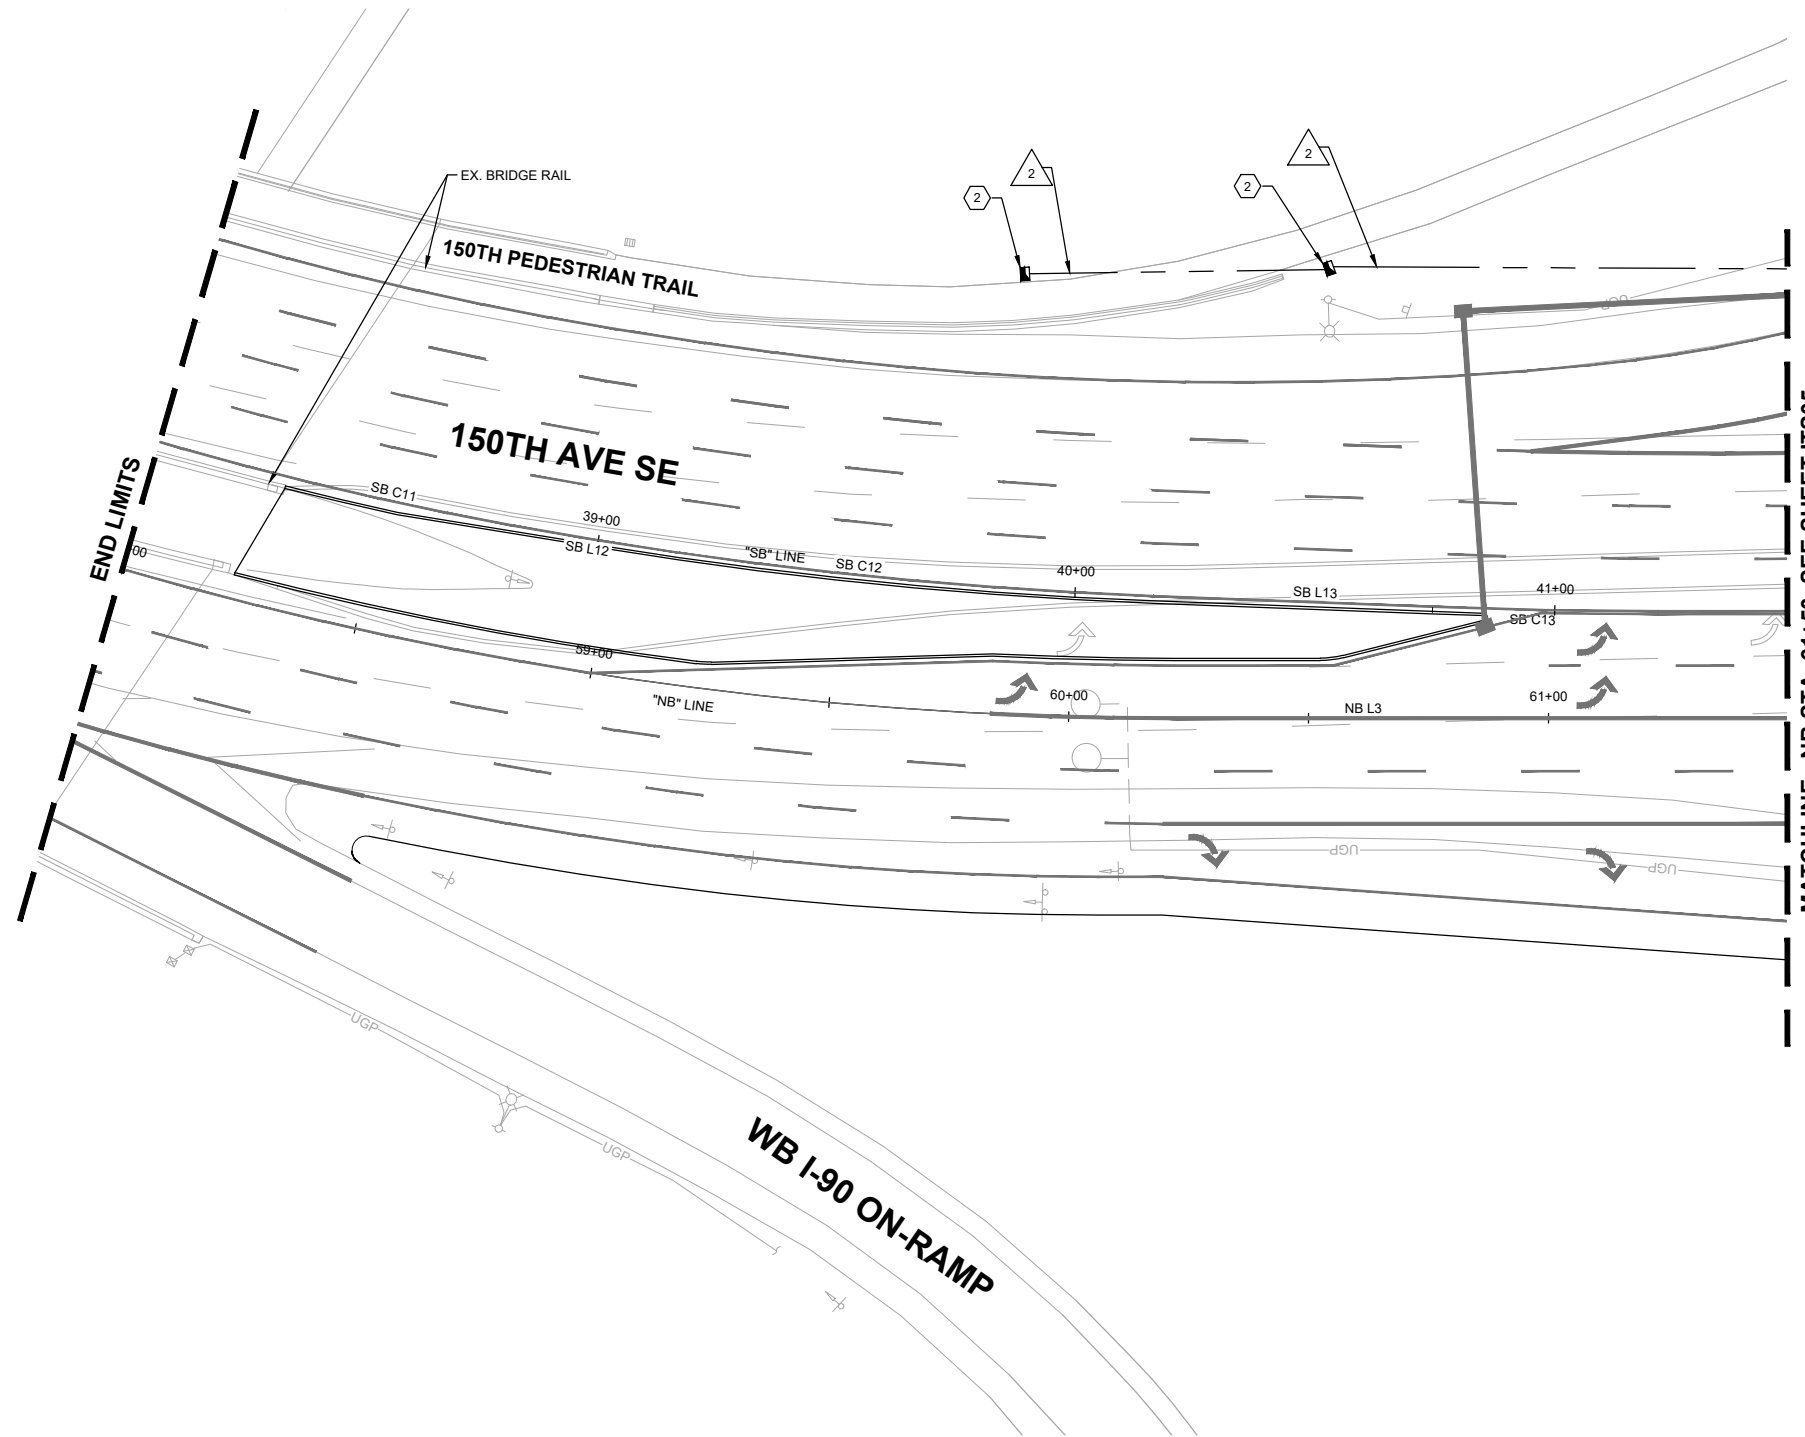 EX. BRIDGE RAIL
2
2
2
2
150TH PEDESTRIAN TRAIL
150TH AVE SE
END LIMITS
SB C11
39+00
SB L12
"SB" LINE
SB C12
40+00
SB L13
41+00
SB C13
00
59+00
"NB" LINE
60+00
NB L3
61+00
UGP
UGP
UGP
UGP
UGP
WB I-90 ON-RAMP